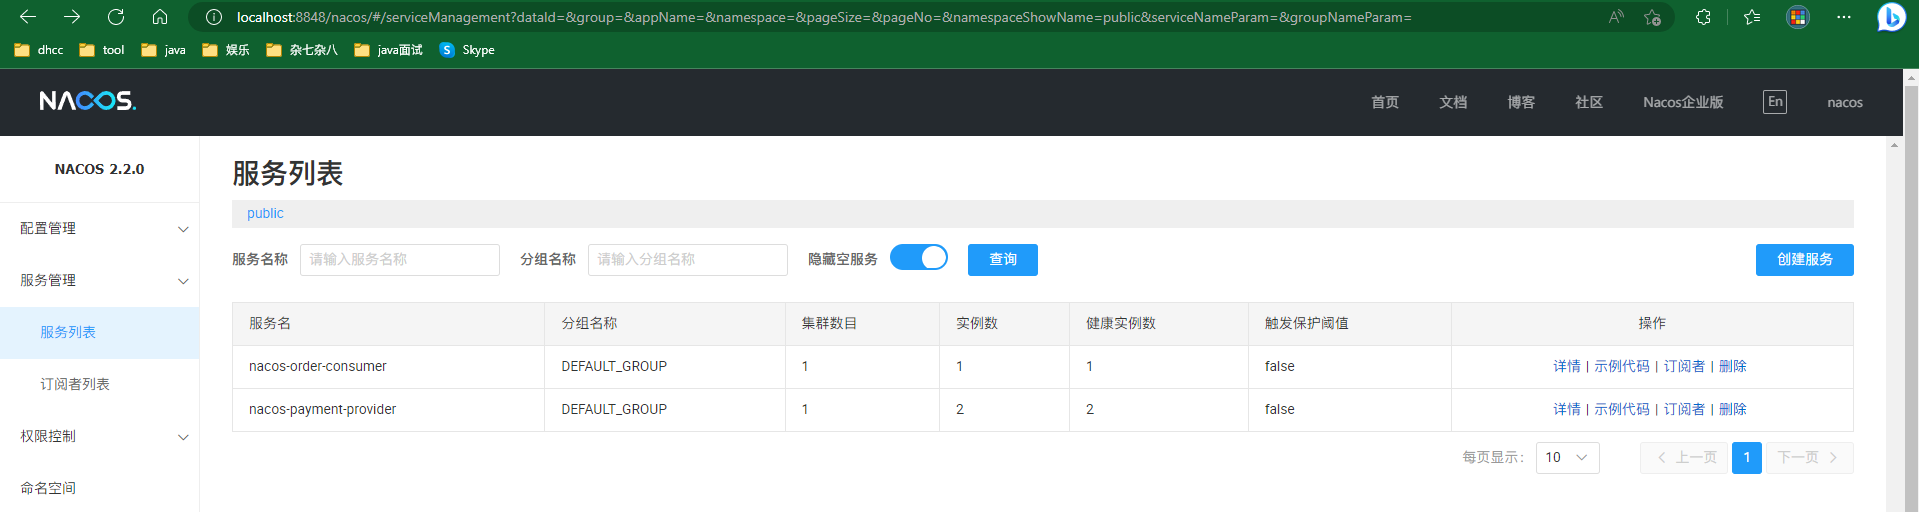 localhost:8848/nacos/#/serviceManagement?dataId=&group=&appName=&namespace=&pageSize=&pageNo=&namespaceShowName=public&serviceNameParam=&groupNameParam=
dhcc tool java 娱乐 杂七杂八 java面试 Skype
NACOS. 首页 文档 博客 社区 Nacos企业版 En nacos
NACOS 2.2.0
配置管理
服务管理
服务列表
订阅者列表
权限控制
命名空间
服务列表
public
服务名称 请输入服务名称 分组名称 请输入分组名称 隐藏空服务 查询 创建服务
服务名 分组名称 集群数目 实例数 健康实例数 触发保护阈值 操作
nacos-order-consumer DEFAULT_GROUP 1 1 1 false 详情 | 示例代码 | 订阅者 | 删除
nacos-payment-provider DEFAULT_GROUP 1 2 2 false 详情 | 示例代码 | 订阅者 | 删除
每页显示: 10 上一页 1 下一页